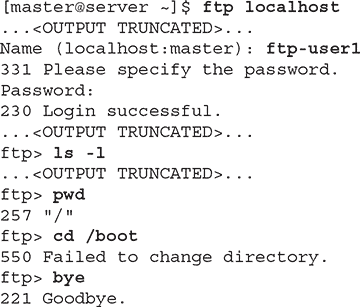 [master@server ~]$ ftp localhost
...<OUTPUT TRUNCATED>...
Name (localhost:master): ftp-user1
331 Please specify the password.
Password:
230 Login successful.
...<OUTPUT TRUNCATED>...
ftp> ls -l
...<OUTPUT TRUNCATED>...
ftp> pwd
257 "/"
ftp> cd /boot
550 Failed to change directory.
ftp> bye
221 Goodbye.